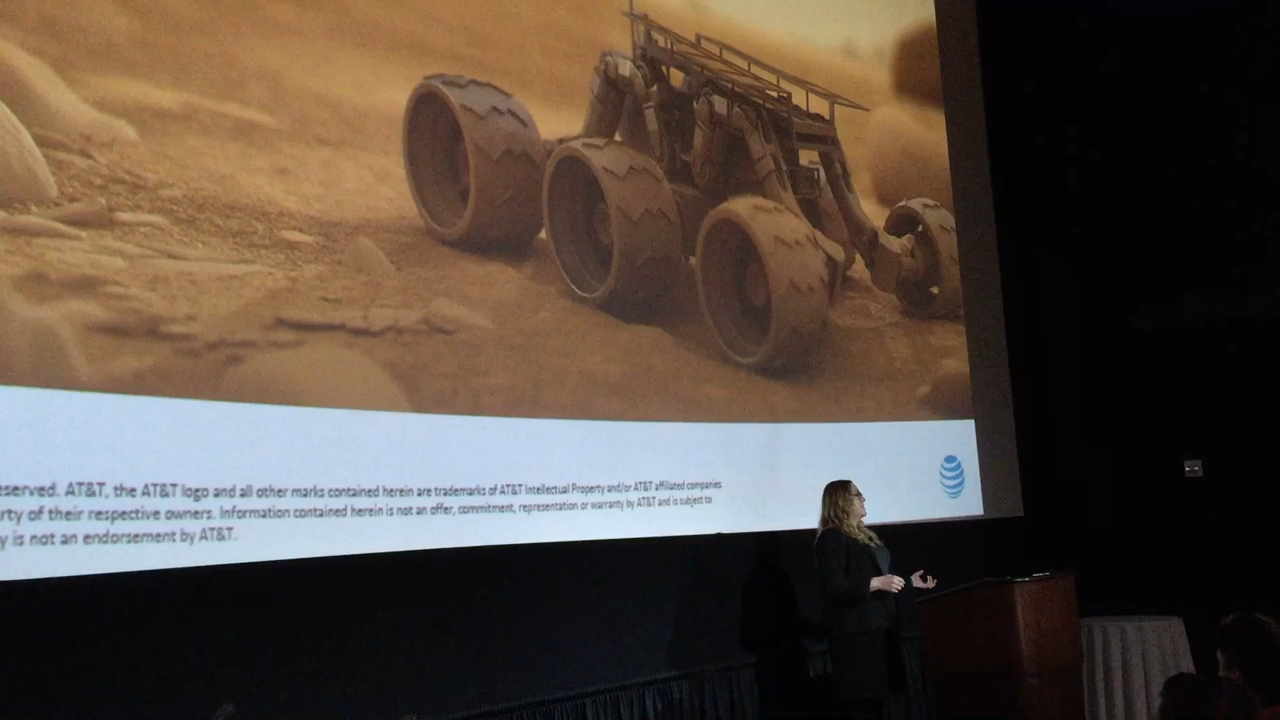 eserved. AT&T, the AT&T logo and all other marks contained herein are trademarks of AT&T Intellectual Property and/or AT&T affiliated companies.
rty of their respective owners. Information contained herein is not an offer, commitment, representation or warranty by AT&T and is subject to
y is not an endorsement by AT&T.